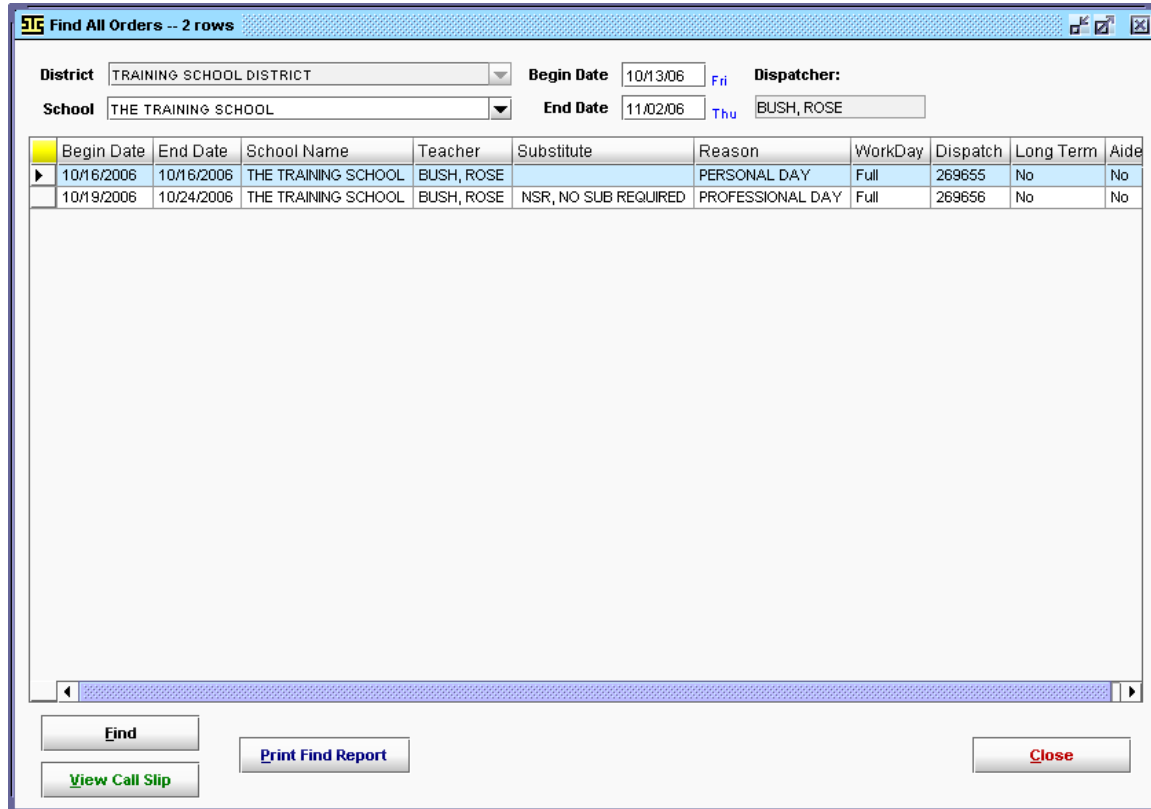 STC Find All Orders -- 2 rows
District TRAINING SCHOOL DISTRICT Begin Date 10/13/06 Fri Dispatcher:
School THE TRAINING SCHOOL End Date 11/02/06 Thu BUSH, ROSE
Begin Date End Date School Name Teacher Substitute Reason WorkDay Dispatch Long Term Aide
10/16/2006 10/16/2006 THE TRAINING SCHOOL BUSH, ROSE PERSONAL DAY Full 269655 No No
10/19/2006 10/24/2006 THE TRAINING SCHOOL BUSH, ROSE NSR, NO SUB REQUIRED PROFESSIONAL DAY Full 269656 No No
Find
Print Find Report Close
View Call Slip